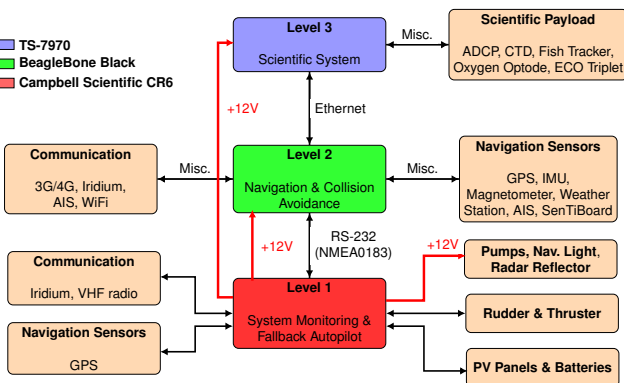 TS-7970
BeagleBone Black
Campbell Scientific CR6
Level 3
Scientific System
Misc.
Scientific Payload
ADCP, CTD, Fish Tracker,
Oxygen Optode, ECO Triplet
+12V
Ethernet
Communication
3G/4G, Iridium,
AIS, WiFi
Misc.
Level 2
Navigation & Collision
Avoidance
Misc.
Navigation Sensors
GPS, IMU,
Magnetometer, Weather
Station, AIS, SenTiBoard
+12V
RS-232
(NMEA0183)
+12V
Pumps, Nav. Light,
Radar Reflector
Communication
Iridium, VHF radio
Level 1
System Monitoring &
Fallback Autopilot
Rudder & Thruster
Navigation Sensors
GPS
PV Panels & Batteries